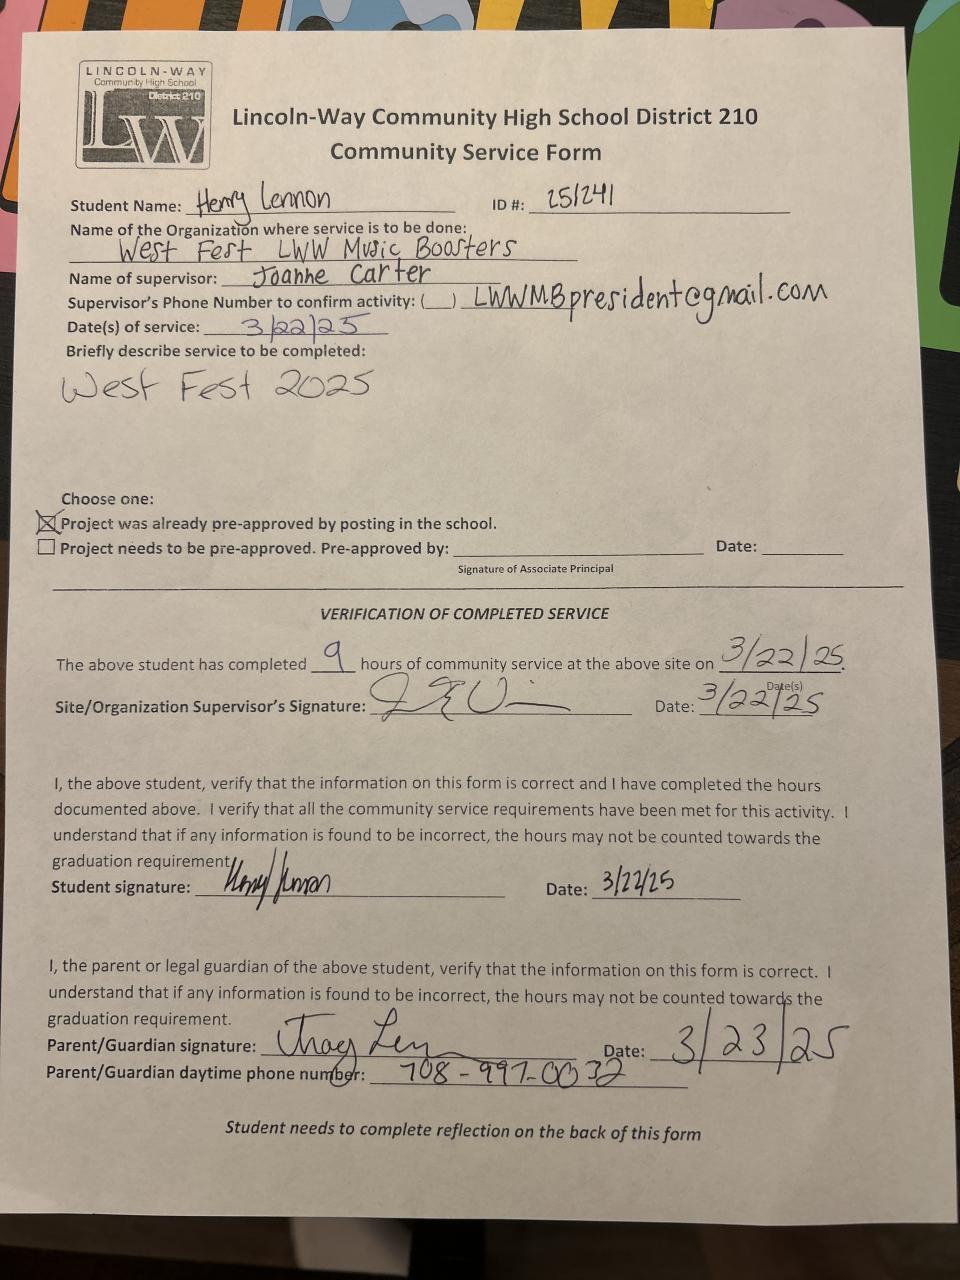 LINCOLN-WAY
Community High School
District 210
LW
Lincoln-Way Community High School District 210
Community Service Form
Student Name: Henry Lennon ID #: 251241
Name of the Organization where service is to be done:
West Fest LWW Music Boosters
Name of supervisor: Joanne Carter
Supervisor's Phone Number to confirm activity: ( ) LWWMBpresident@gmail.com
Date(s) of service: 3/22/25
Briefly describe service to be completed:
West Fest 2025
Choose one:
☒ Project was already pre-approved by posting in the school.
☐ Project needs to be pre-approved. Pre-approved by: Date:
Signature of Associate Principal
VERIFICATION OF COMPLETED SERVICE
The above student has completed 9 hours of community service at the above site on 3/22/25.
Date(s)
Site/Organization Supervisor's Signature: Date: 3/22/25
I, the above student, verify that the information on this form is correct and I have completed the hours
documented above. I verify that all the community service requirements have been met for this activity. I
understand that if any information is found to be incorrect, the hours may not be counted towards the
graduation requirement.
Student signature: Henry Lennon Date: 3/22/25
I, the parent or legal guardian of the above student, verify that the information on this form is correct. I
understand that if any information is found to be incorrect, the hours may not be counted towards the
graduation requirement.
Parent/Guardian signature: Date: 3/23/25
Parent/Guardian daytime phone number: 708-997-0032
Student needs to complete reflection on the back of this form